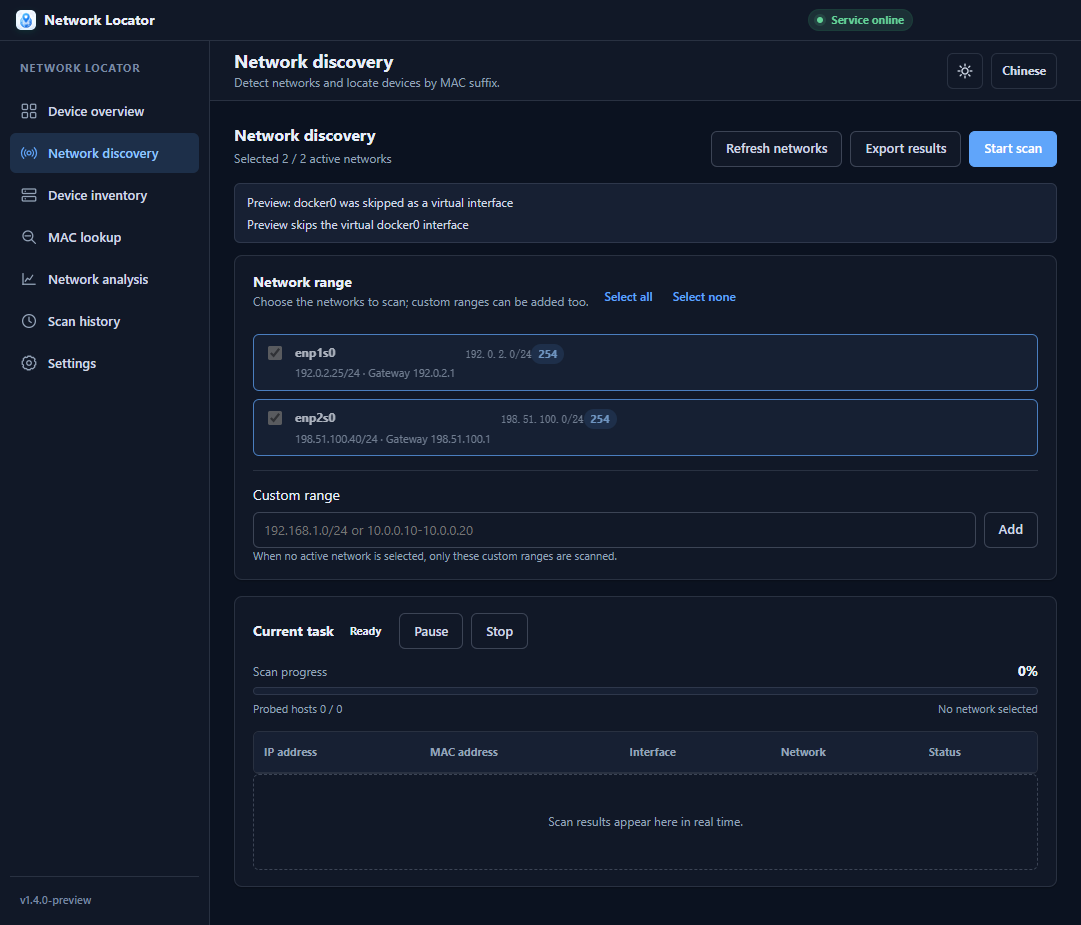 Network Locator
Service online
NETWORK LOCATOR
Device overview
Network discovery
Device inventory
MAC lookup
Network analysis
Scan history
Settings
v1.4.0-preview
Network discovery
Detect networks and locate devices by MAC suffix.
Chinese
Network discovery
Selected 2 / 2 active networks
Refresh networks
Export results
Start scan
Preview: docker0 was skipped as a virtual interface
Preview skips the virtual docker0 interface
Network range
Choose the networks to scan; custom ranges can be added too.
Select all
Select none
enp1s0
192. 0. 2. 0/24 254
192.0.2.25/24 · Gateway 192.0.2.1
enp2s0
198. 51. 100. 0/24 254
198.51.100.40/24 · Gateway 198.51.100.1
Custom range
192.168.1.0/24 or 10.0.0.10-10.0.0.20
Add
When no active network is selected, only these custom ranges are scanned.
Current task
Ready
Pause
Stop
Scan progress
0%
Probed hosts 0 / 0
No network selected
IP address
MAC address
Interface
Network
Status
Scan results appear here in real time.